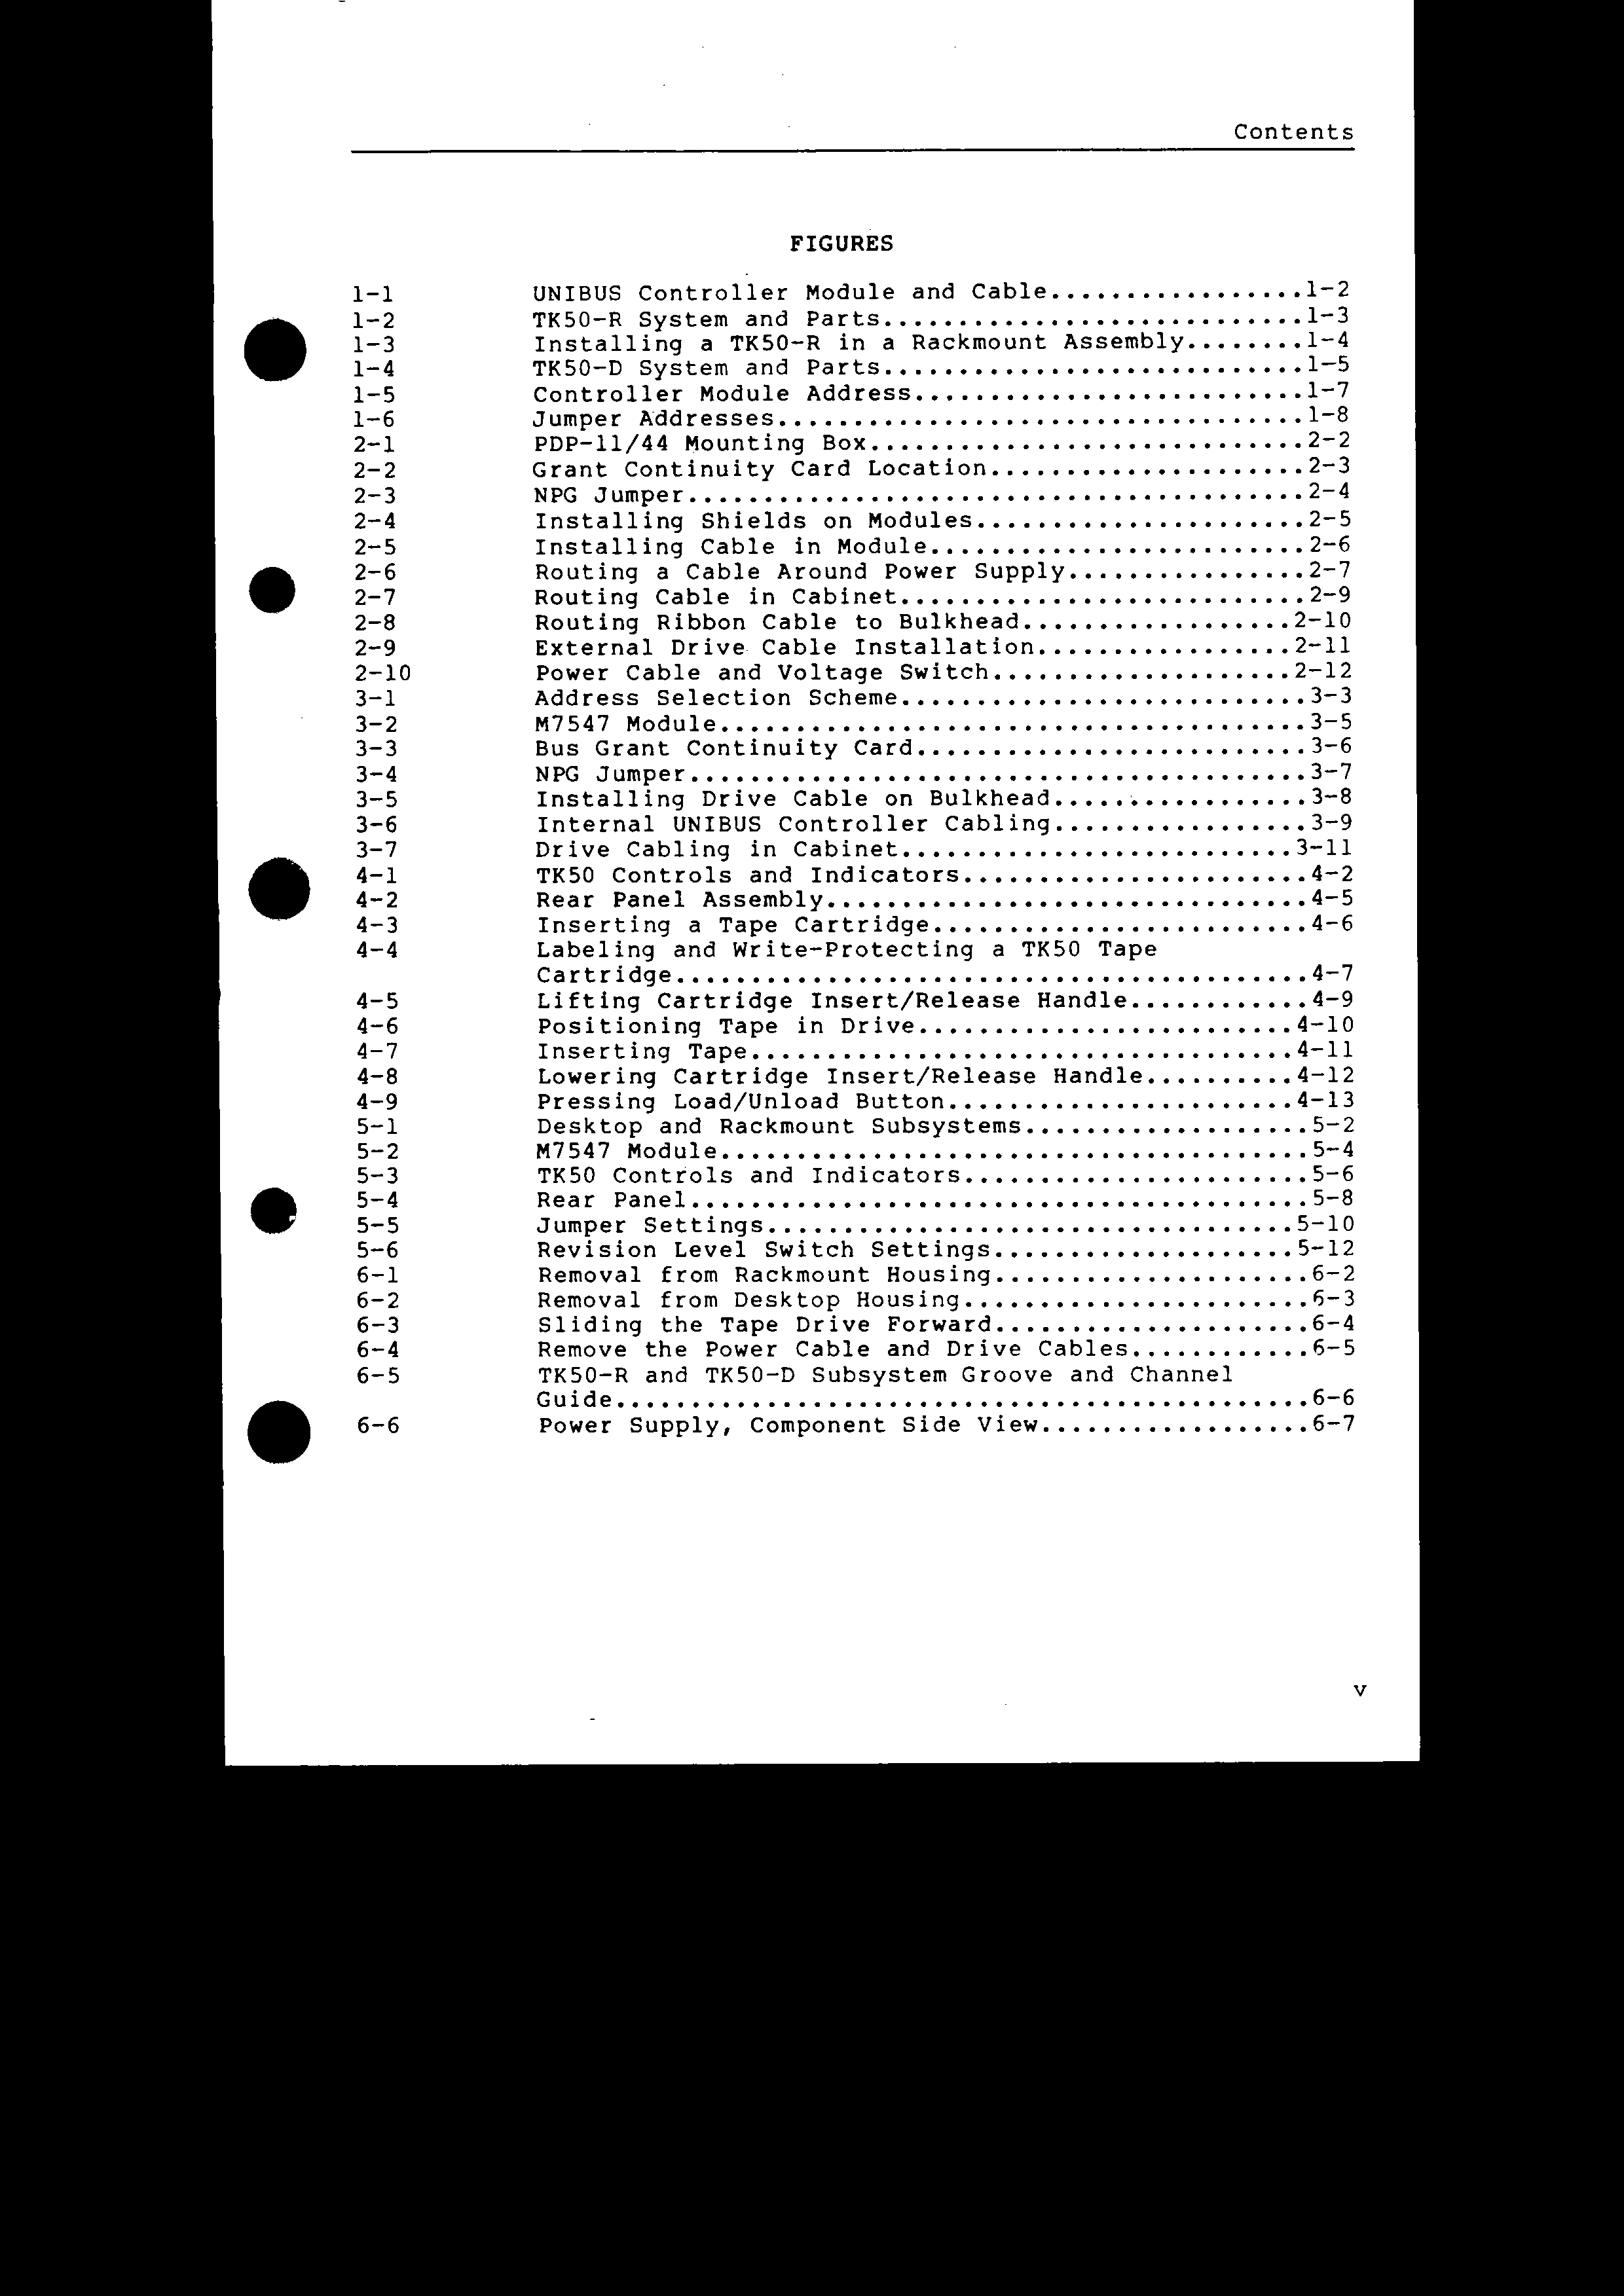 Contents
FIGURES
1-1 UNIBUS Controller Module and Cable.................1-2
1-2 TK50-R System and Parts............................1-3
1-3 Installing a TK50-R in a Rackmount Assembly........1-4
1-4 TK50-D System and Parts............................1-5
1-5 Controller Module Address..........................1-7
1-6 Jumper Addresses...................................1-8
2-1 PDP-11/44 Mounting Box.............................2-2
2-2 Grant Continuity Card Location.....................2-3
2-3 NPG Jumper.........................................2-4
2-4 Installing Shields on Modules......................2-5
2-5 Installing Cable in Module.........................2-6
2-6 Routing a Cable Around Power Supply................2-7
2-7 Routing Cable in Cabinet...........................2-9
2-8 Routing Ribbon Cable to Bulkhead..................2-10
2-9 External Drive Cable Installation.................2-11
2-10 Power Cable and Voltage Switch....................2-12
3-1 Address Selection Scheme...........................3-3
3-2 M7547 Module.......................................3-5
3-3 Bus Grant Continuity Card..........................3-6
3-4 NPG Jumper.........................................3-7
3-5 Installing Drive Cable on Bulkhead.................3-8
3-6 Internal UNIBUS Controller Cabling.................3-9
3-7 Drive Cabling in Cabinet..........................3-11
4-1 TK50 Controls and Indicators.......................4-2
4-2 Rear Panel Assembly................................4-5
4-3 Inserting a Tape Cartridge.........................4-6
4-4 Labeling and Write-Protecting a TK50 Tape
Cartridge..........................................4-7
4-5 Lifting Cartridge Insert/Release Handle............4-9
4-6 Positioning Tape in Drive.........................4-10
4-7 Inserting Tape....................................4-11
4-8 Lowering Cartridge Insert/Release Handle..........4-12
4-9 Pressing Load/Unload Button.......................4-13
5-1 Desktop and Rackmount Subsystems...................5-2
5-2 M7547 Module.......................................5-4
5-3 TK50 Controls and Indicators.......................5-6
5-4 Rear Panel.........................................5-8
5-5 Jumper Settings...................................5-10
5-6 Revision Level Switch Settings....................5-12
6-1 Removal from Rackmount Housing.....................6-2
6-2 Removal from Desktop Housing.......................6-3
6-3 Sliding the Tape Drive Forward.....................6-4
6-4 Remove the Power Cable and Drive Cables............6-5
6-5 TK50-R and TK50-D Subsystem Groove and Channel
Guide..............................................6-6
6-6 Power Supply, Component Side View..................6-7
v